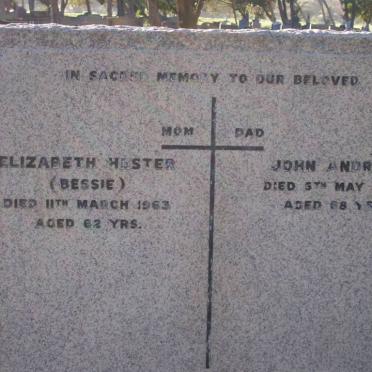 IN SACRED MEMORY TO OUR BELOVED
MOM DAD
ELIZABETH HESTER
(BESSIE)
DIED 11TH MARCH 1963
AGED 62 YRS.
JOHN ANDR
DIED 5TH MAY
AGED 68 YRS